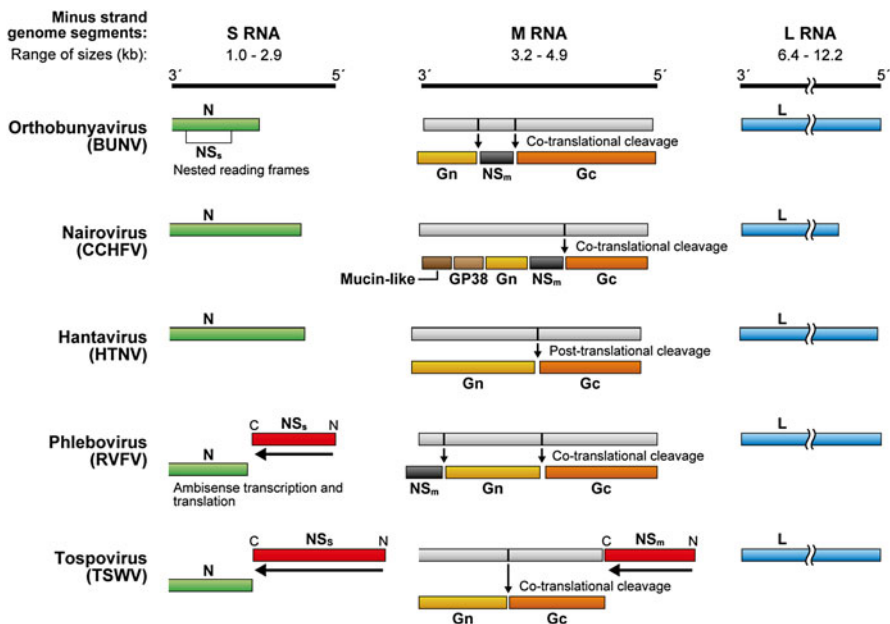 Minus strand
genome segments:
S RNA
M RNA
L RNA
Range of sizes (kb):
1.0 - 2.9
3.2 - 4.9
6.4 - 12.2
3´ 5´
3´ 5´
3´ 5´
Orthobunyavirus
(BUNV)
N
NSs
Nested reading frames
Co-translational cleavage
Gn NSm Gc
L
Nairovirus
(CCHFV)
N
Co-translational cleavage
Mucin-like GP38 Gn NSm Gc
L
Hantavirus
(HTNV)
N
Post-translational cleavage
Gn Gc
L
Phlebovirus
(RVFV)
C NSs N
N
Ambisense transcription and
translation
Co-translational cleavage
NSm Gn Gc
L
Tospovirus
(TSWV)
C NSs N
N
C NSm N
Co-translational cleavage
Gn Gc
L